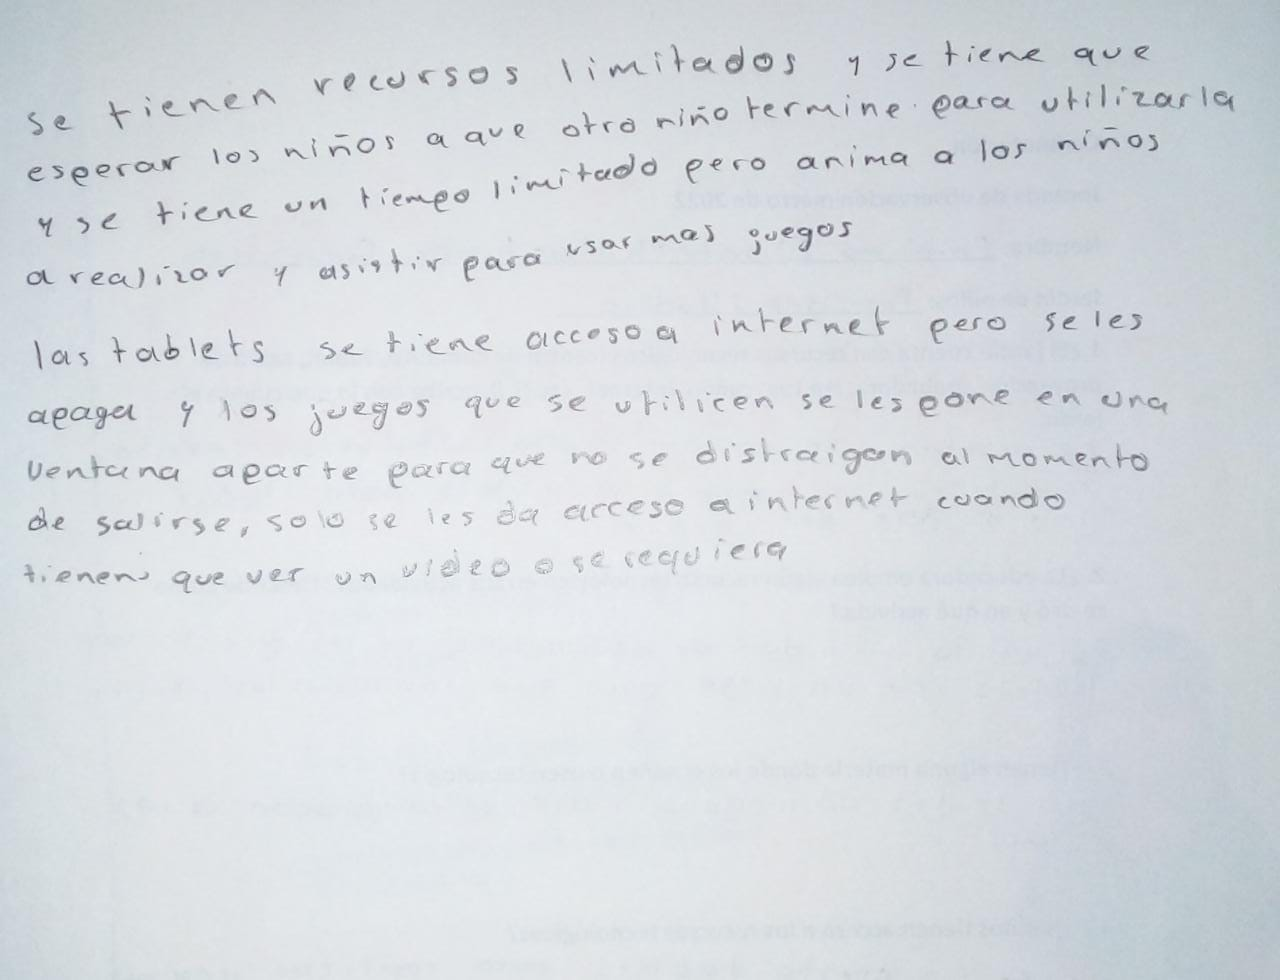 se tienen recursos limitados y se tiene que
esperar los niños a que otro niño termine para utilizarla
y se tiene un tiempo limitado pero anima a los niños
a realizar y asistir para usar mas juegos
las tablets se tiene acceso a internet pero se les
apaga y los juegos que se utilicen se les pone en una
ventana aparte para que no se distraigan al momento
de salirse, solo se les da acceso a internet cuando
tienen que ver un video o se requiera